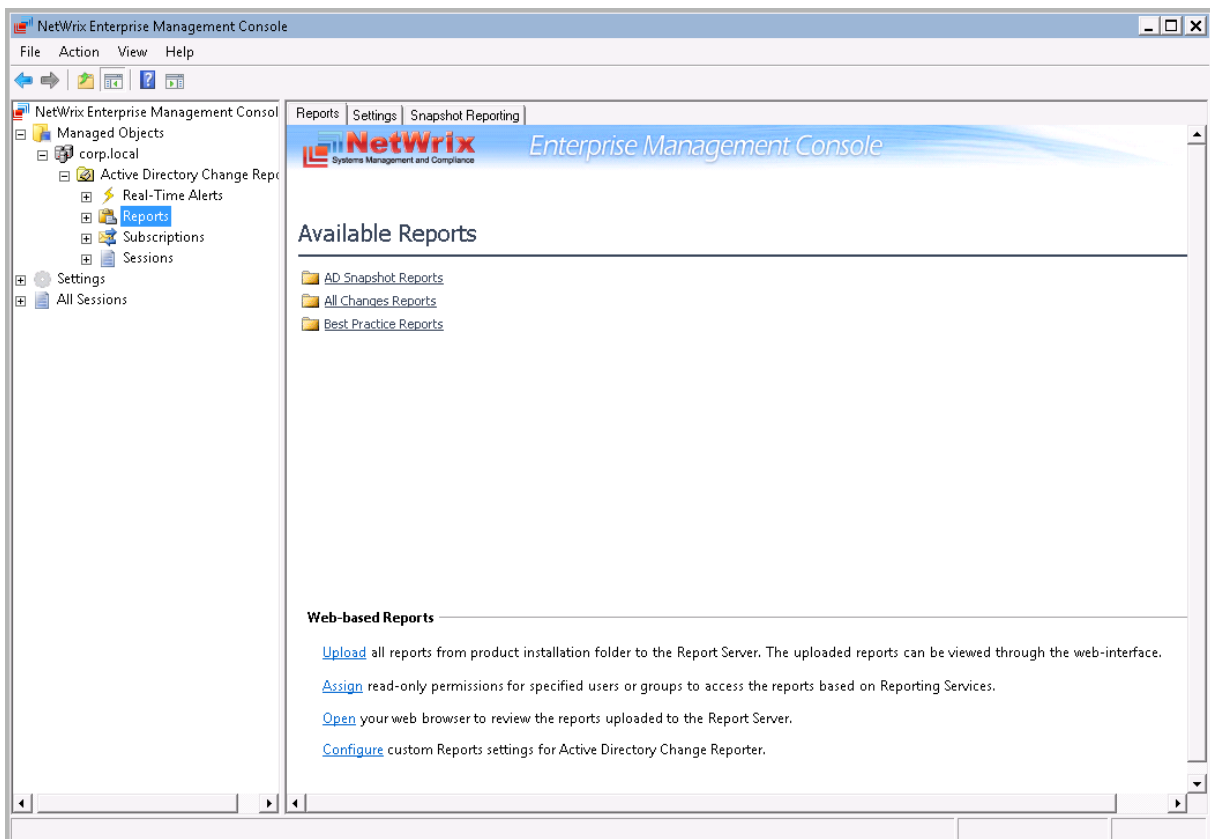 NetWrix Enterprise Management Console
File Action View Help
NetWrix Enterprise Management Consol
Managed Objects
corp.local
Active Directory Change Repo
Real-Time Alerts
Reports
Subscriptions
Sessions
Settings
All Sessions
Reports Settings Snapshot Reporting
NetWrix
Systems Management and Compliance
Enterprise Management Console
Available Reports
AD Snapshot Reports
All Changes Reports
Best Practice Reports
Web-based Reports
Upload all reports from product installation folder to the Report Server. The uploaded reports can be viewed through the web-interface.
Assign read-only permissions for specified users or groups to access the reports based on Reporting Services.
Open your web browser to review the reports uploaded to the Report Server.
Configure custom Reports settings for Active Directory Change Reporter.